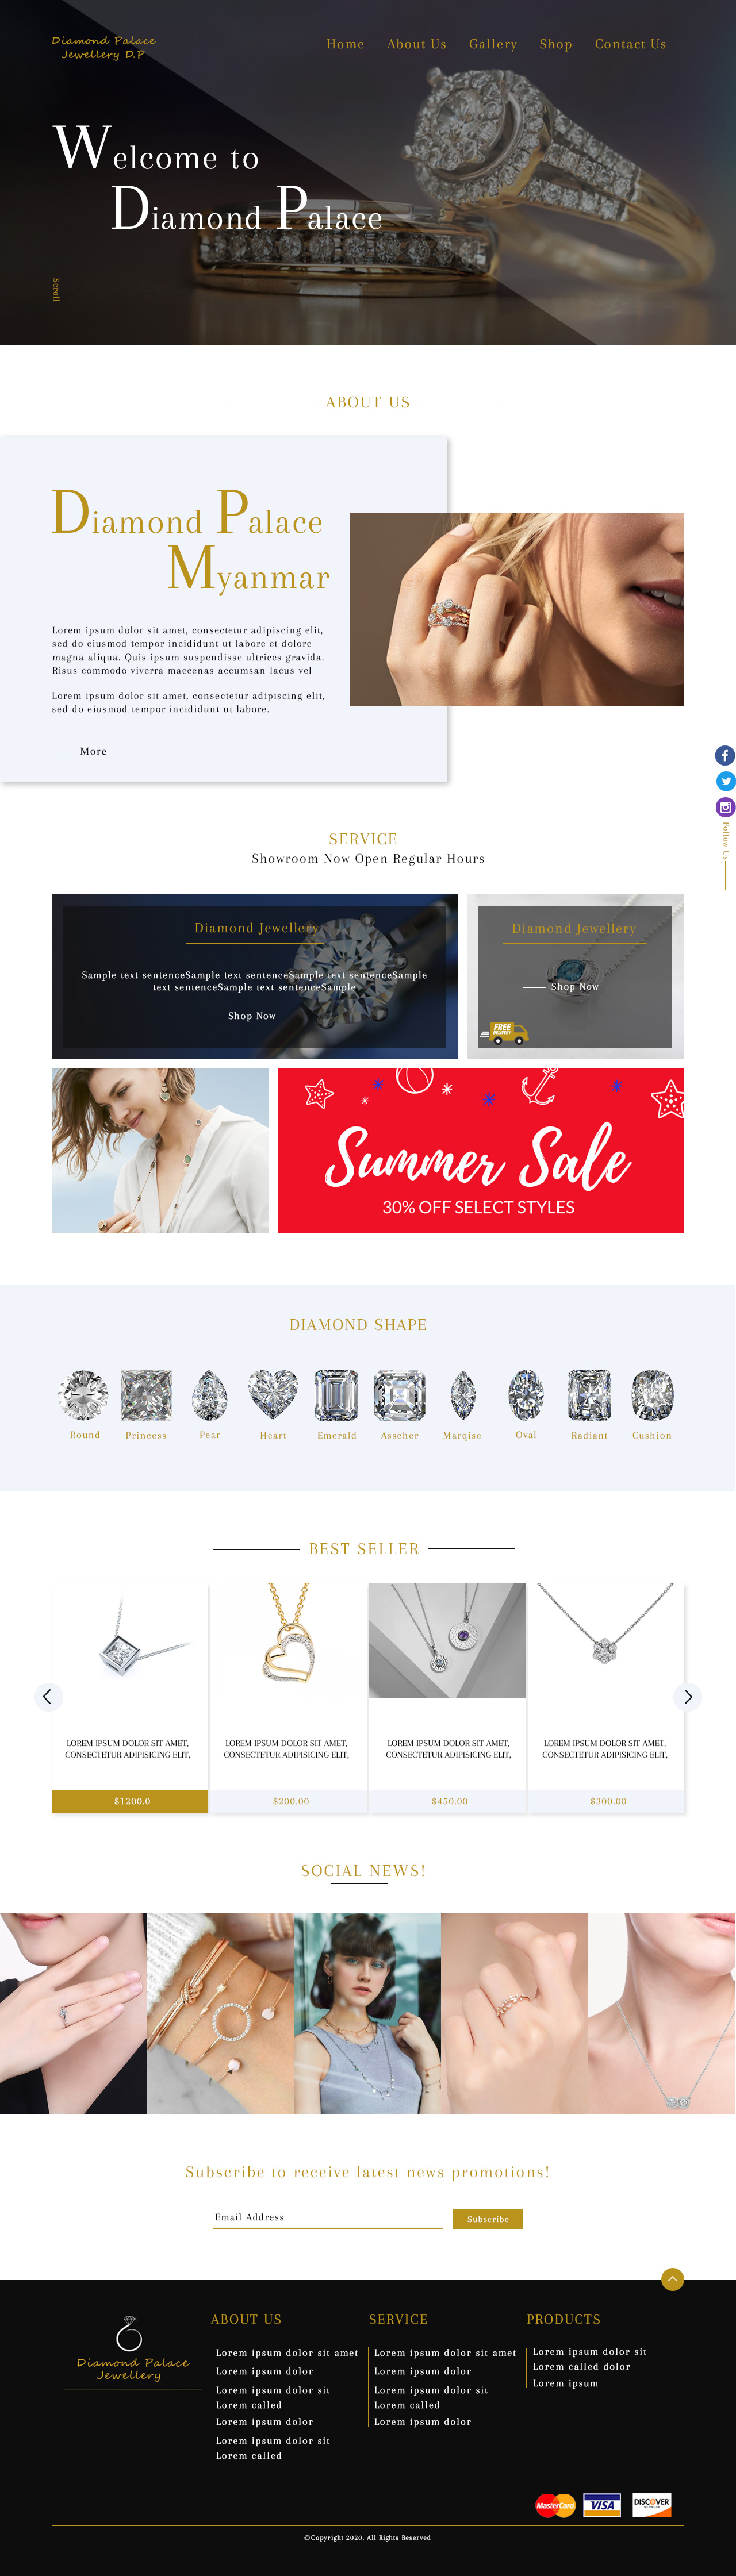 Diamond Palace
Jewellery D.P
Home About Us Gallery Shop Contact Us
Welcome to
Diamond Palace
Scroll
ABOUT US
Diamond Palace
Myanmar
Lorem ipsum dolor sit amet, consectetur adipiscing elit,
sed do eiusmod tempor incididunt ut labore et dolore
magna aliqua. Quis ipsum suspendisse ultrices gravida.
Risus commodo viverra maecenas accumsan lacus vel
Lorem ipsum dolor sit amet, consectetur adipiscing elit,
sed do eiusmod tempor incididunt ut labore.
More
Follow Us
SERVICE
Showroom Now Open Regular Hours
Diamond Jewellery
Sample text sentenceSample text sentenceSample text sentenceSample
text sentenceSample text sentenceSample
Shop Now
Diamond Jewellery
Shop Now
FREE
DELIVERY
Summer Sale
30% OFF SELECT STYLES
DIAMOND SHAPE
Round Princess Pear Heart Emerald Asscher Marqise Oval Radiant Cushion
BEST SELLER
LOREM IPSUM DOLOR SIT AMET,
CONSECTETUR ADIPISICING ELIT,
$1200.0
LOREM IPSUM DOLOR SIT AMET,
CONSECTETUR ADIPISICING ELIT,
$200.00
LOREM IPSUM DOLOR SIT AMET,
CONSECTETUR ADIPISICING ELIT,
$450.00
LOREM IPSUM DOLOR SIT AMET,
CONSECTETUR ADIPISICING ELIT,
$300.00
SOCIAL NEWS!
Subscribe to receive latest news promotions!
Email Address
Subscribe
Diamond Palace
Jewellery
ABOUT US
Lorem ipsum dolor sit amet
Lorem ipsum dolor
Lorem ipsum dolor sit
Lorem called
Lorem ipsum dolor
Lorem ipsum dolor sit
Lorem called
SERVICE
Lorem ipsum dolor sit amet
Lorem ipsum dolor
Lorem ipsum dolor sit
Lorem called
Lorem ipsum dolor
PRODUCTS
Lorem ipsum dolor sit
Lorem called dolor
Lorem ipsum
MasterCard
VISA
DISCOVER
NETWORK
©Copyright 2020. All Rights Reserved